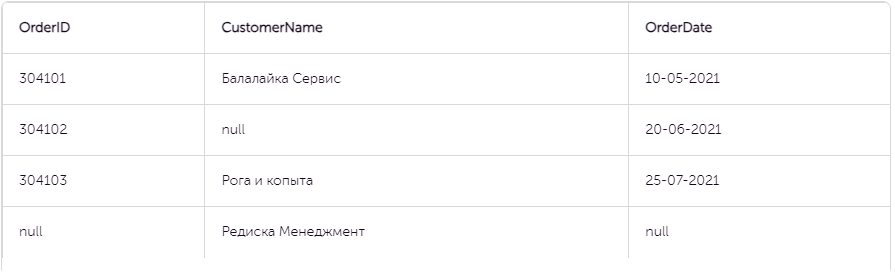 OrderID CustomerName OrderDate
304101 Балалайка Сервис 10-05-2021
304102 null 20-06-2021
304103 Рога и копыта 25-07-2021
null Редиска Менеджмент null